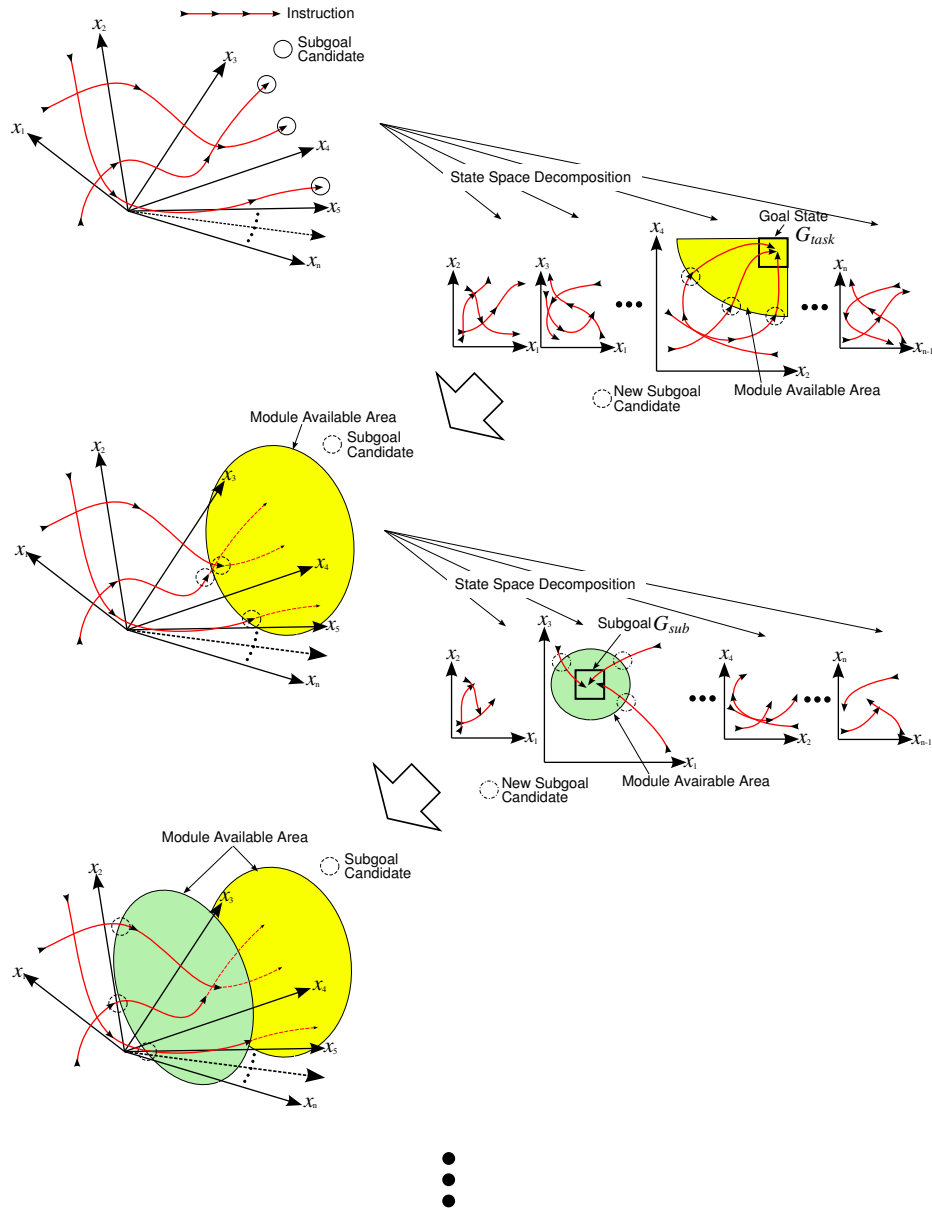 Instruction
Subgoal
Candidate
x₂
x₃
x₁
x₄
x₅
xₙ
State Space Decomposition
Goal State
G_task
x₂
x₁
x₃
x₁
x₄
x₂
xₙ
xₙ₋₁
New Subgoal
Candidate
Module Available Area
Module Available Area
Subgoal
Candidate
x₂
x₃
x₁
x₄
x₅
xₙ
State Space Decomposition
Subgoal G_sub
x₂
x₁
x₃
x₁
x₄
x₂
xₙ
xₙ₋₁
Module Avairable Area
New Subgoal
Candidate
Module Available Area
Subgoal
Candidate
x₂
x₃
x₁
x₄
x₅
xₙ